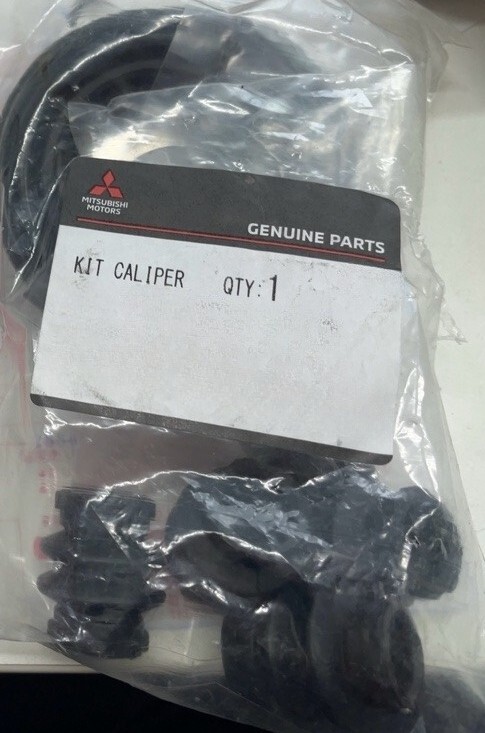 MITSUBISHI
MOTORS
GENUINE PARTS
KIT CALIPER QTY:1